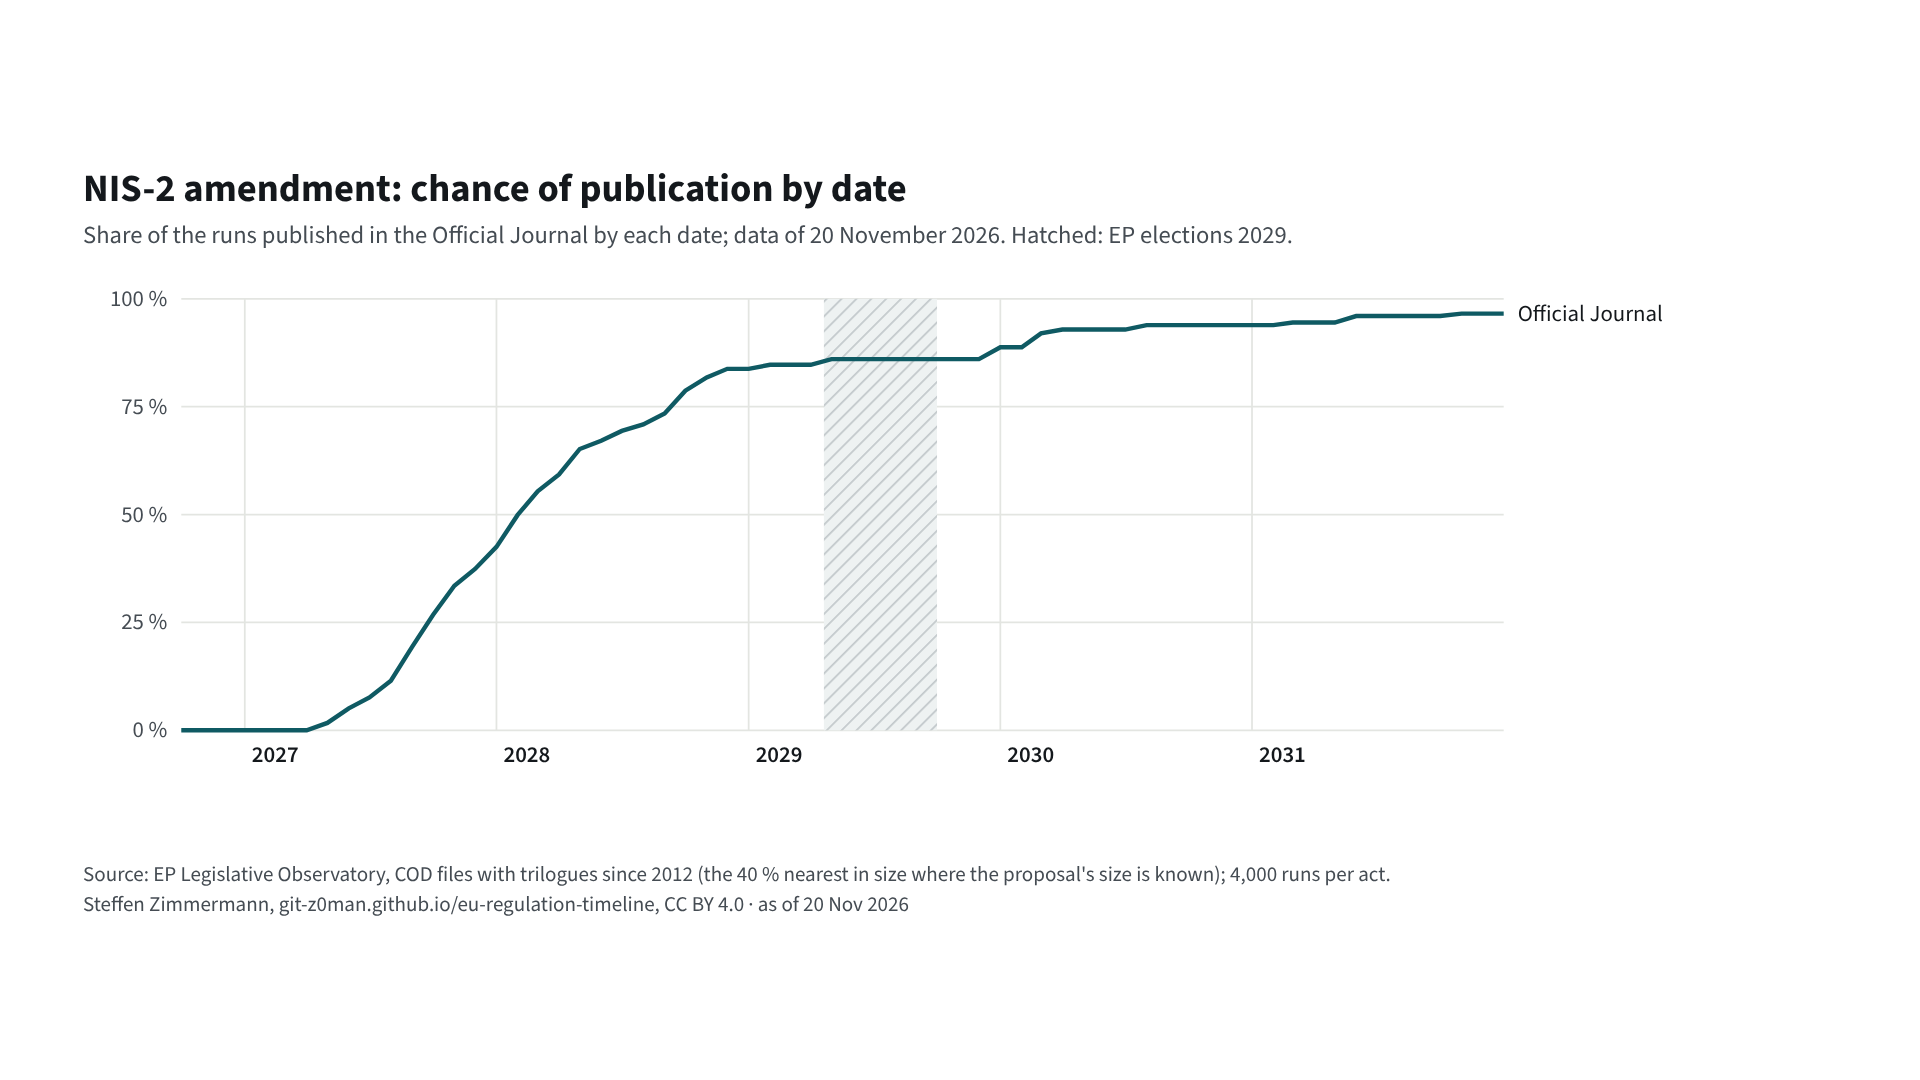 NIS-2 amendment: chance of publication by date
Share of the runs published in the Official Journal by each date; data of 20 November 2026. Hatched: EP elections 2029.
100 %
Official Journal
75 %
50 %
25 %
0 %
2027 2028 2029 2030 2031
Source: EP Legislative Observatory, COD files with trilogues since 2012 (the 40 % nearest in size where the proposal's size is known); 4,000 runs per act.
Steffen Zimmermann, git-z0man.github.io/eu-regulation-timeline, CC BY 4.0 · as of 20 Nov 2026